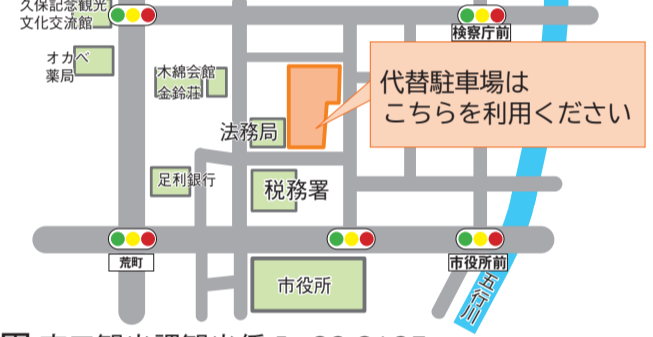 久保記念観光
文化交流館
検察庁前
オカベ
薬局
木綿会館
金鈴荘
代替駐車場は
こちらを利用ください
法務局
足利銀行
税務署
荒町
市役所前
市役所
五行川